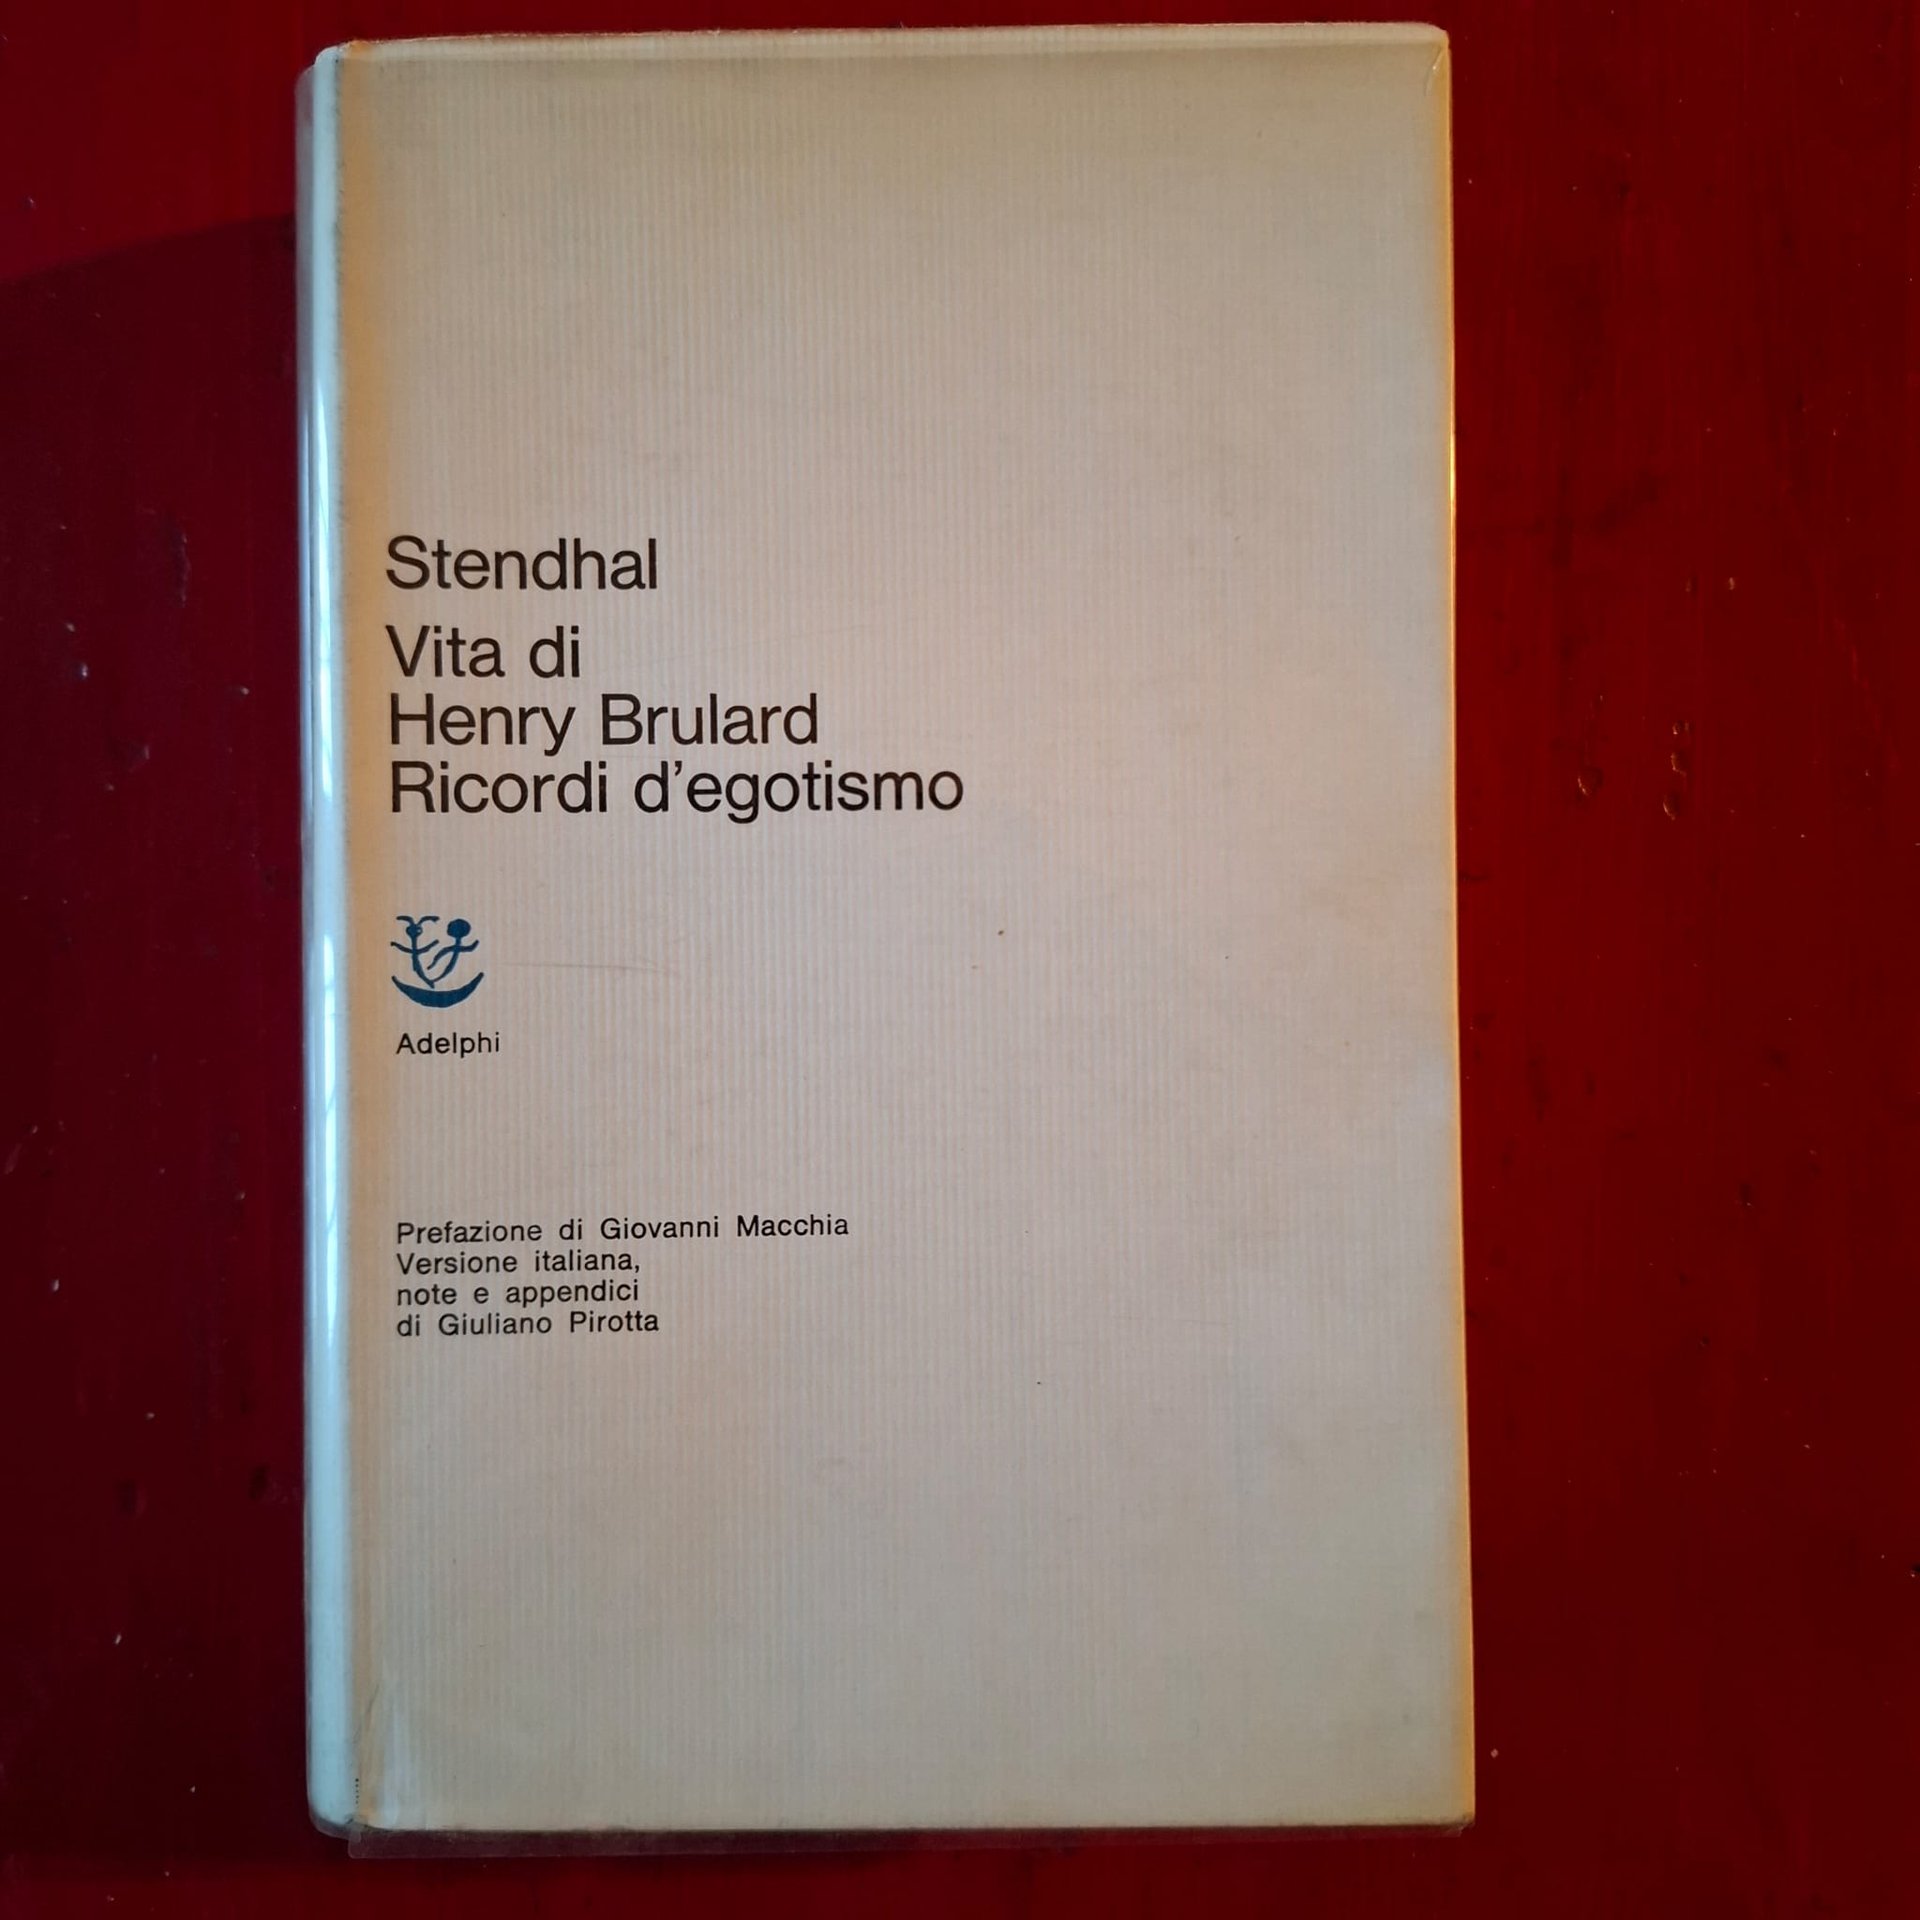 Stendhal
Vita di
Henry Brulard
Ricordi d'egotismo
Adelphi
Prefazione di Giovanni Macchia
Versione italiana,
note e appendici
di Giuliano Pirotta